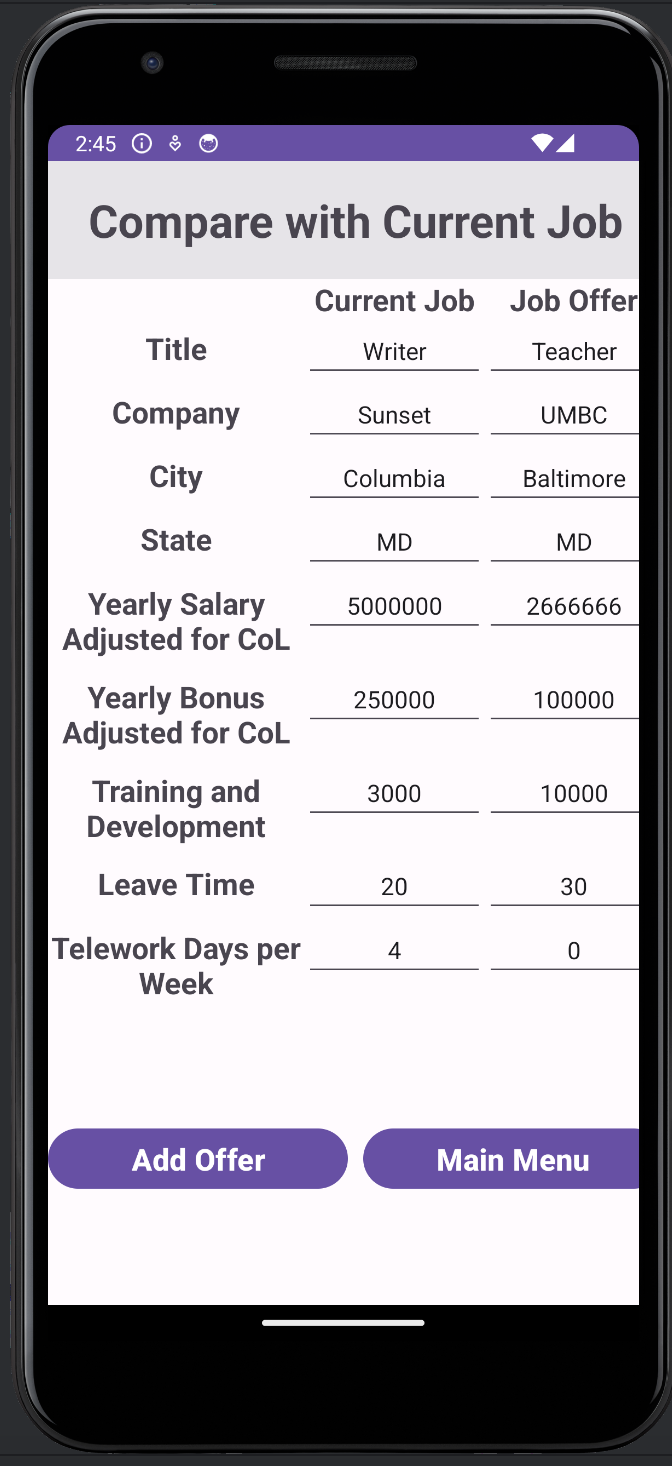 2:45
Compare with Current Job
Current Job Job Offer
Title Writer Teacher
Company Sunset UMBC
City Columbia Baltimore
State MD MD
Yearly Salary 5000000 2666666
Adjusted for CoL
Yearly Bonus 250000 100000
Adjusted for CoL
Training and 3000 10000
Development
Leave Time 20 30
Telework Days per 4 0
Week
Add Offer Main Menu